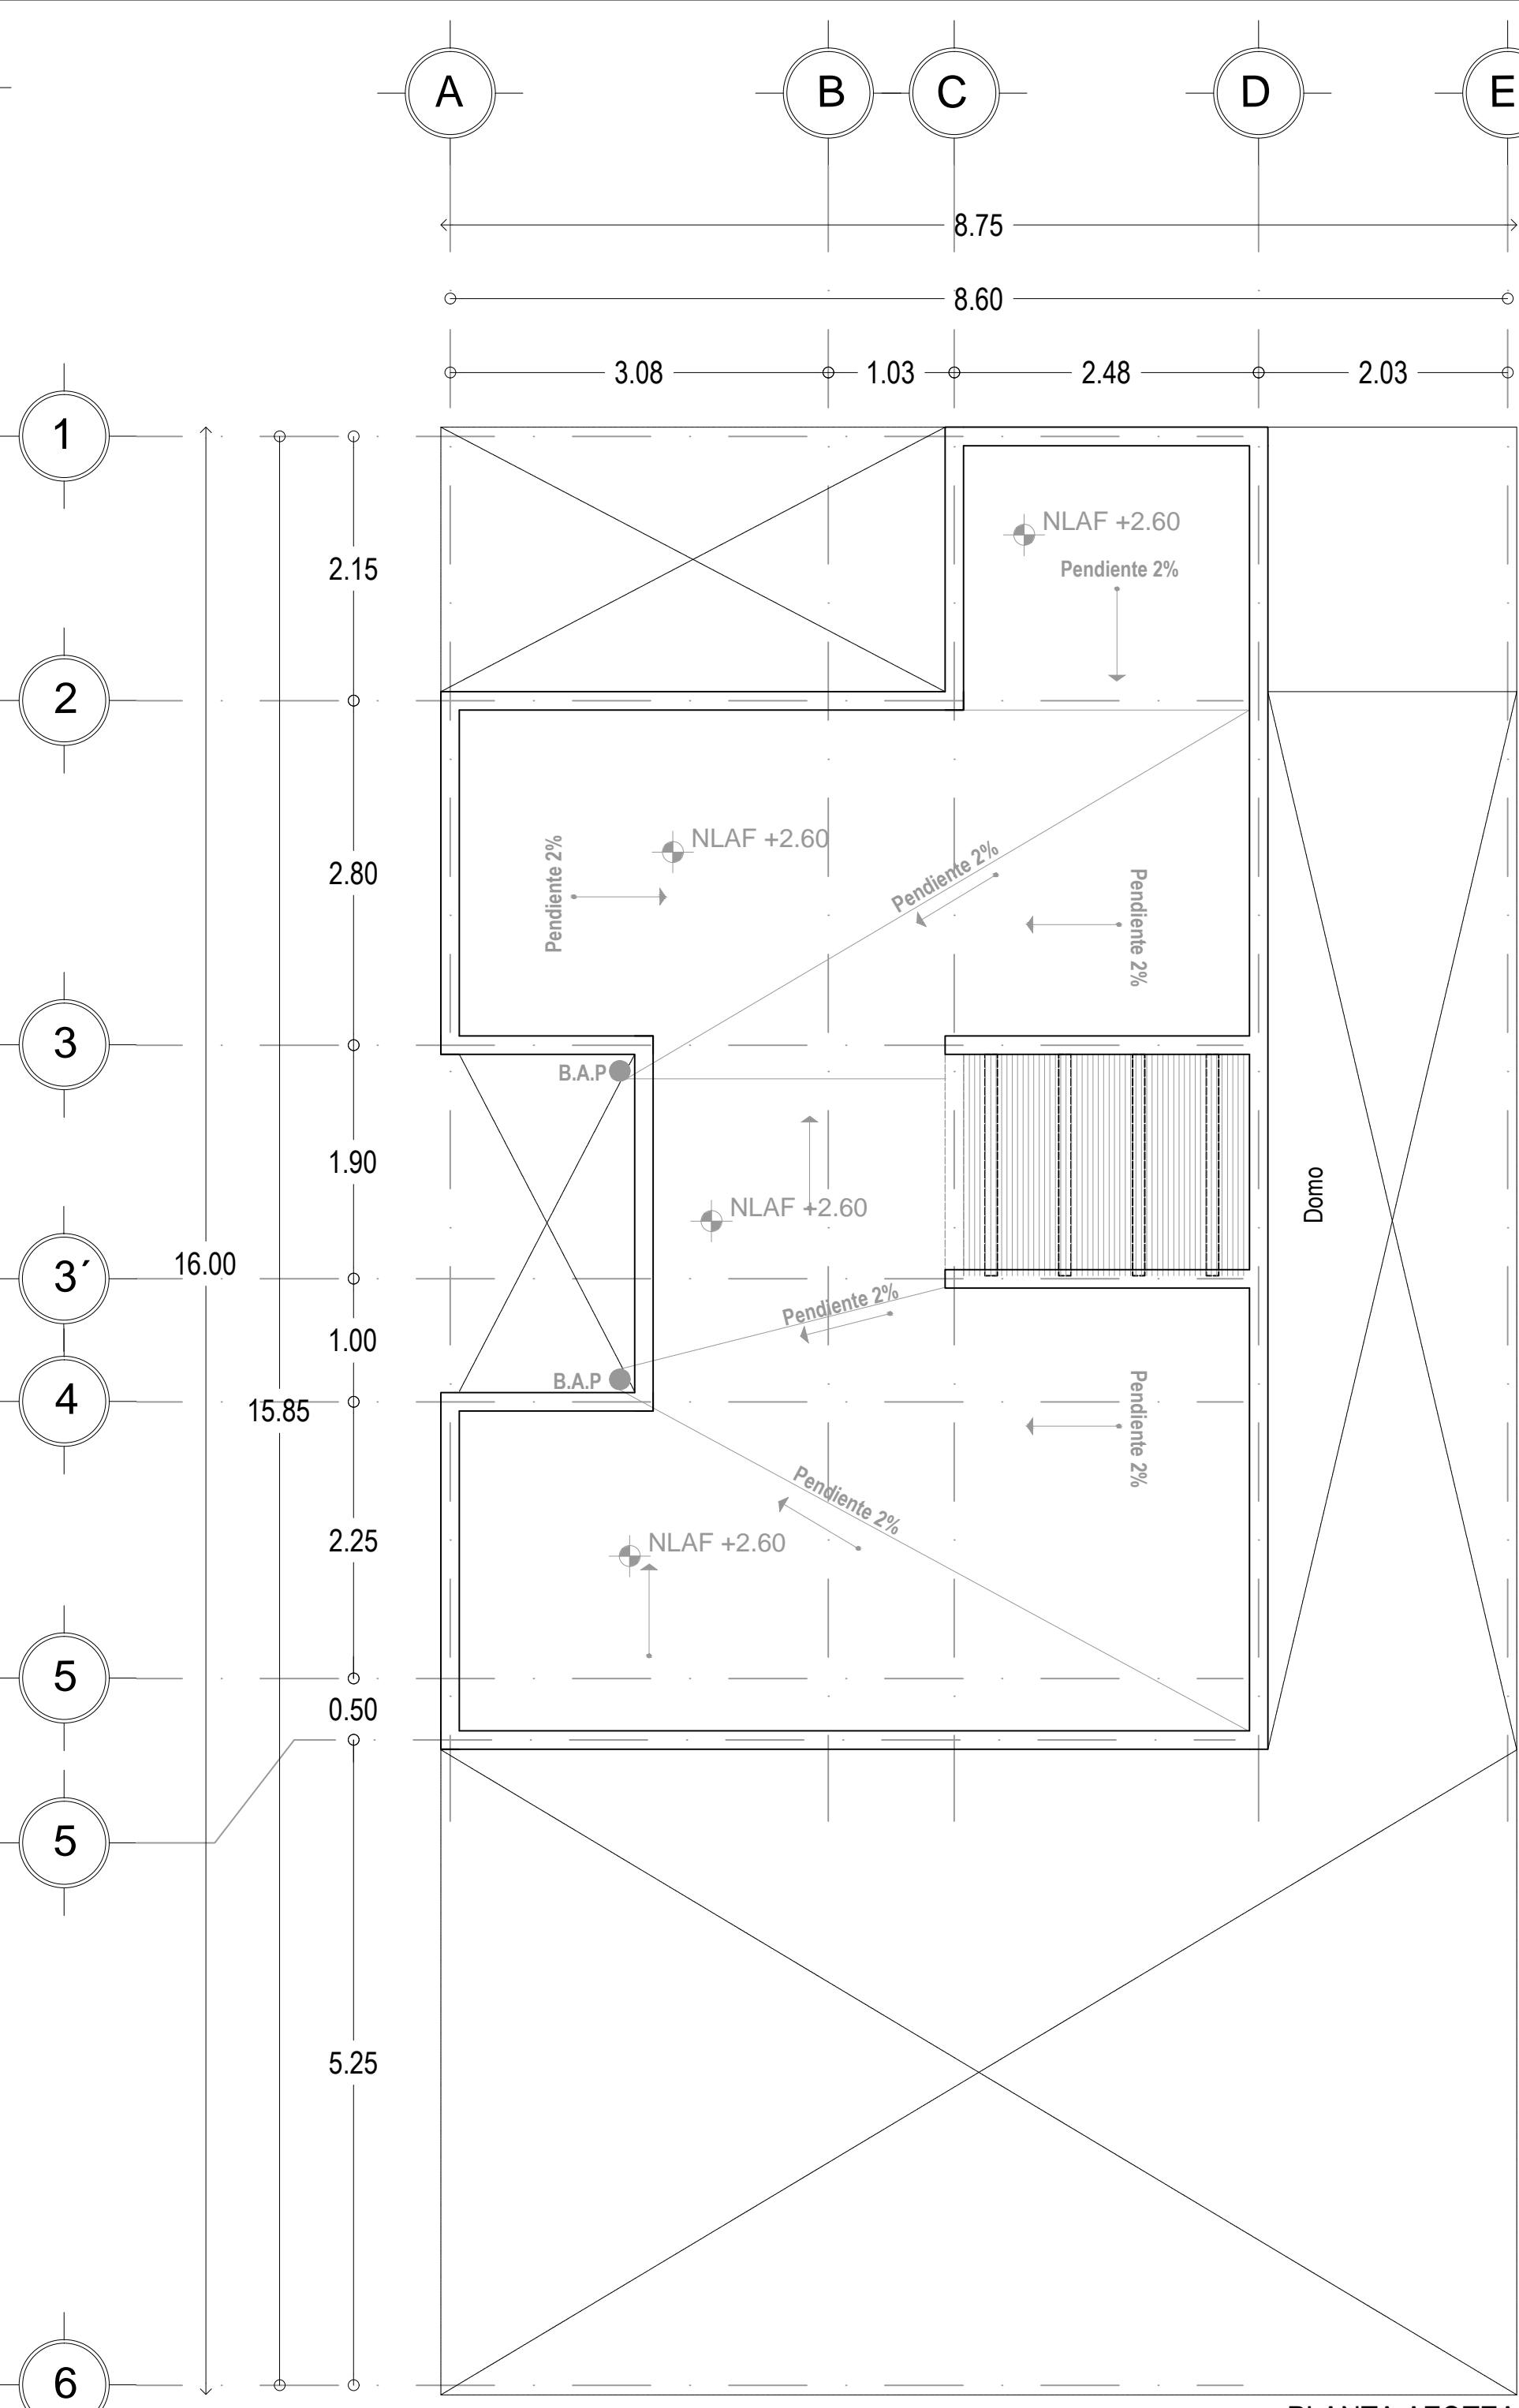 A B C D E
8.75
8.60
3.08 1.03 2.48 2.03
1
NLAF +2.60
2.15
Pendiente 2%
2
NLAF +2.60
Pendiente 2%
Pendiente 2%
2.80
Pendiente 2%
3
B.A.P
1.90
Domo
NLAF +2.60
16.00
3´
Pendiente 2%
1.00
B.A.P
4
15.85
Pendiente 2%
Pendiente 2%
2.25
NLAF +2.60
5
0.50
5
5.25
6